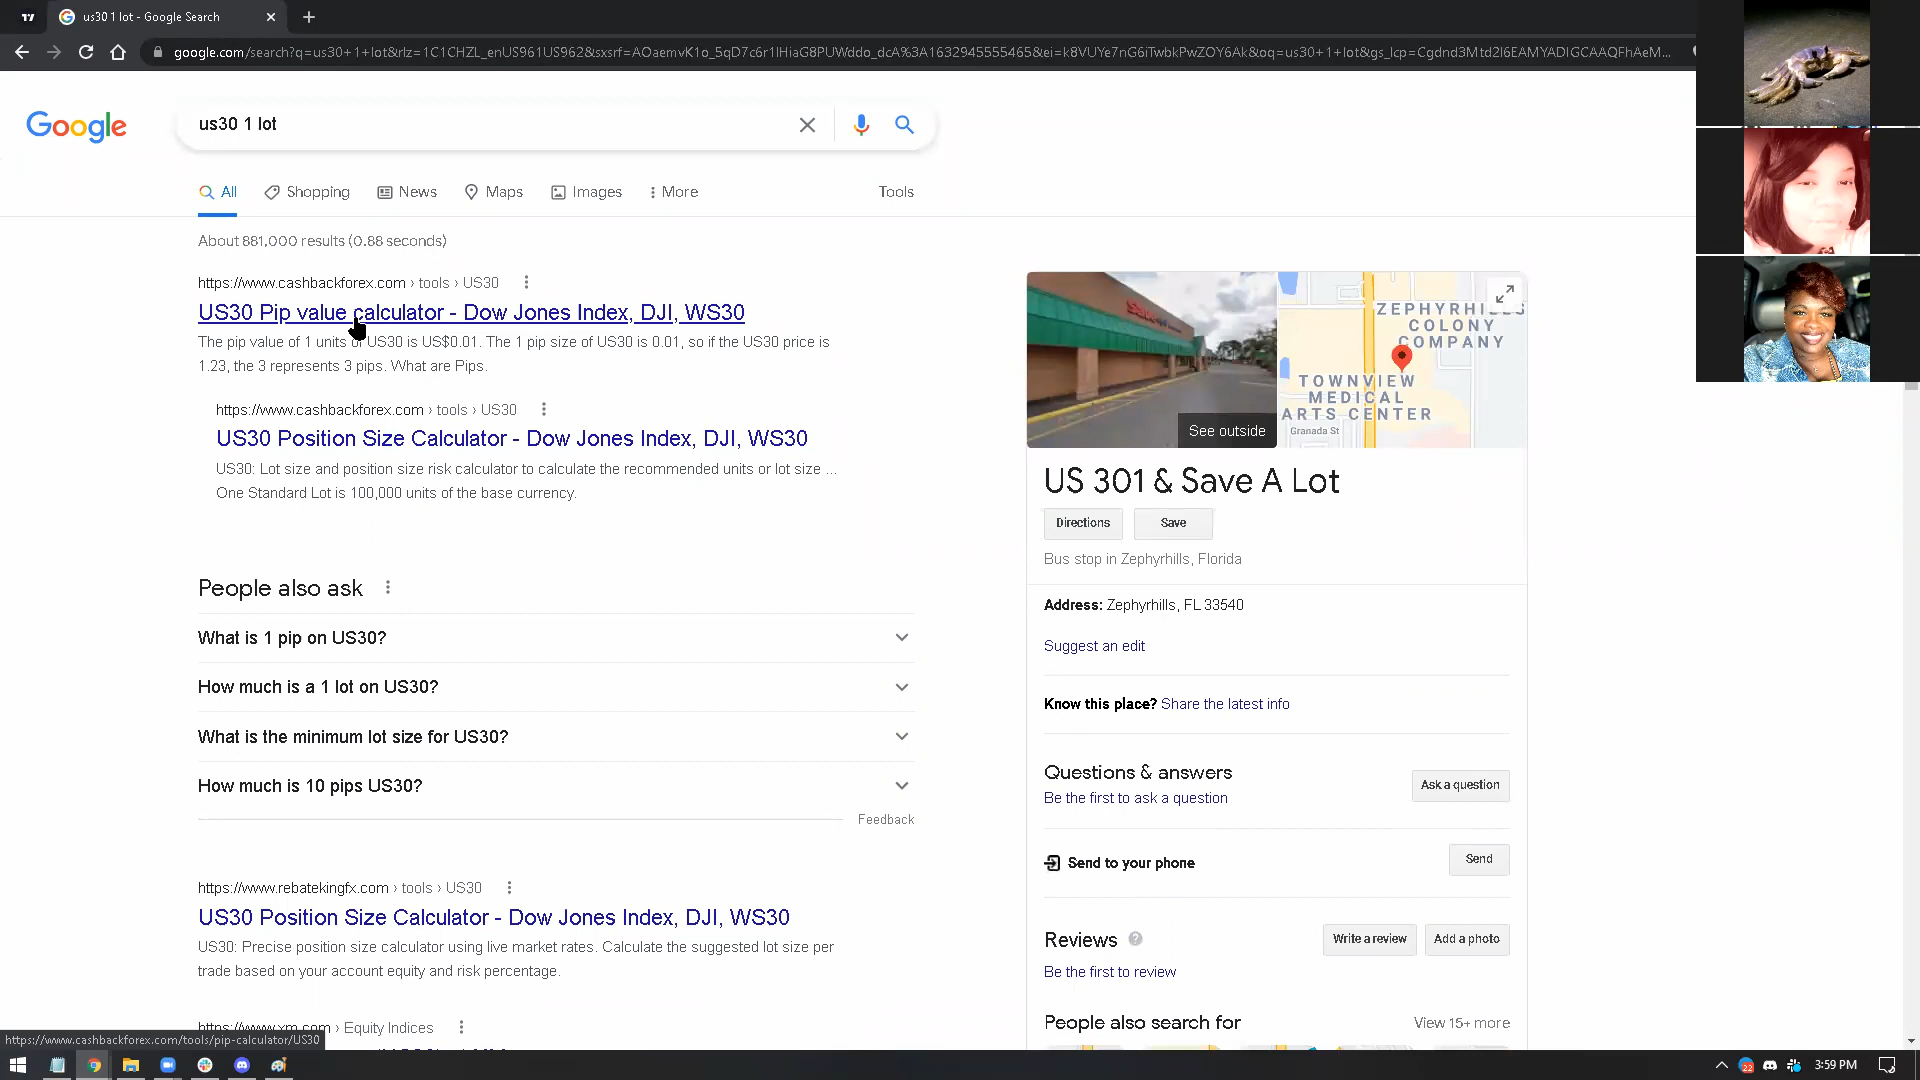 us30 1 lot - Google Search
google.com/search?q=us30+1+lot&rlz=1C1CHZL_enUS961US962&sxsrf=AOaemvK1o_5qD7c6r1IHiaG8PUWddo_dcA%3A1632945555465&ei=k8VUYe7nG6iTwbkPwZOY6Ak&oq=us30+1+lot&gs_lcp=Cgdnd3Mtd2l6EAMYADIGCAAQFhAeM...
Google
us30 1 lot
All
Shopping
News
Maps
Images
More
Tools
About 881,000 results (0.88 seconds)
https://www.cashbackforex.com › tools › US30
US30 Pip value calculator - Dow Jones Index, DJI, WS30
The pip value of 1 units of US30 is US$0.01. The 1 pip size of US30 is 0.01, so if the US30 price is
1.23, the 3 represents 3 pips. What are Pips.
https://www.cashbackforex.com › tools › US30
US30 Position Size Calculator - Dow Jones Index, DJI, WS30
US30: Lot size and position size risk calculator to calculate the recommended units or lot size ...
One Standard Lot is 100,000 units of the base currency.
People also ask
What is 1 pip on US30?
How much is a 1 lot on US30?
What is the minimum lot size for US30?
How much is 10 pips US30?
Feedback
https://www.rebatekingfx.com › tools › US30
US30 Position Size Calculator - Dow Jones Index, DJI, WS30
US30: Precise position size calculator using live market rates. Calculate the suggested lot size per
trade based on your account equity and risk percentage.
https://www.xm.com › Equity Indices
https://www.cashbackforex.com/tools/pip-calculator/US30
See outside
ZEPHYRHILLS
COLONY
COMPANY
TOWNVIEW
MEDICAL
ARTS CENTER
Granada St
US 301 & Save A Lot
Directions
Save
Bus stop in Zephyrhills, Florida
Address: Zephyrhills, FL 33540
Suggest an edit
Know this place? Share the latest info
Questions & answers
Ask a question
Be the first to ask a question
Send to your phone
Send
Reviews
Write a review
Add a photo
Be the first to review
People also search for
View 15+ more
22
3:59 PM